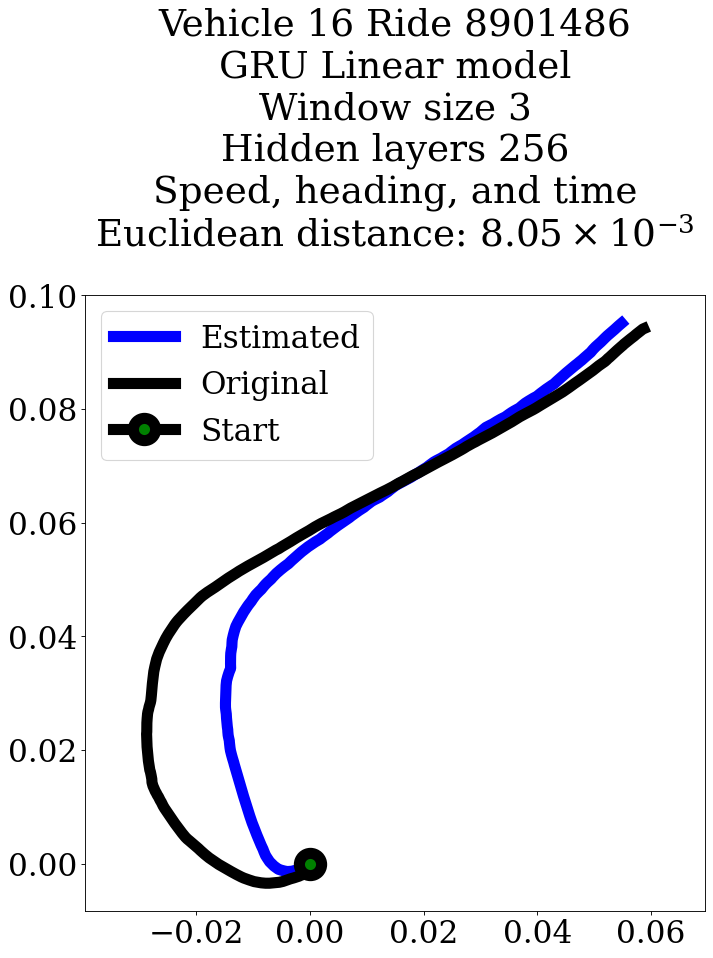 Vehicle 16 Ride 8901486
GRU Linear model
Window size 3
Hidden layers 256
Speed, heading, and time
Euclidean distance: 8.05 × 10⁻³
0.10
0.08
0.06
0.04
0.02
0.00
Estimated
Original
Start
−0.02 0.00 0.02 0.04 0.06